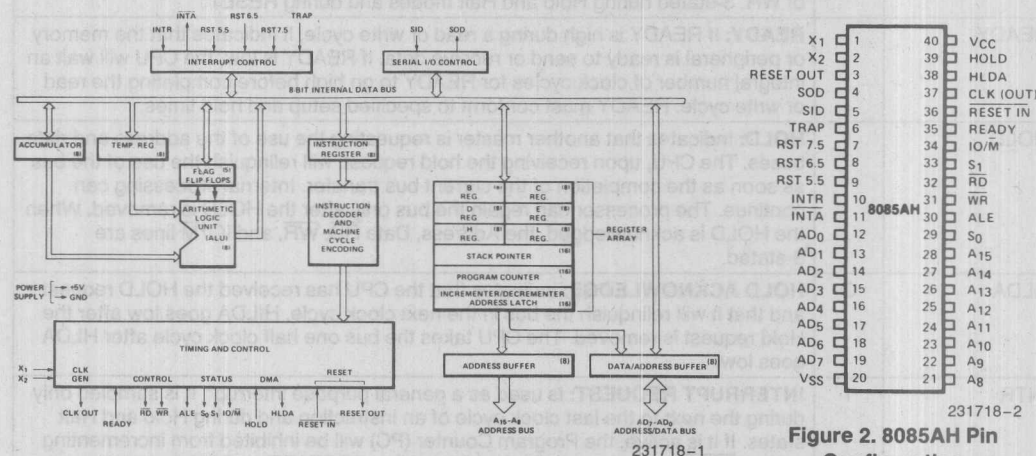 INTA RST 6.5 TRAP
INTR RST 5.5 RST 7.5
SID SOD
INTERRUPT CONTROL
SERIAL I/O CONTROL
8-BIT INTERNAL DATA BUS
ACCUMULATOR (8)
TEMP. REG. (8)
INSTRUCTION
REGISTER (8)
FLAG (5)
FLIP FLOPS
ARITHMETIC
LOGIC
UNIT
(ALU)
(8)
INSTRUCTION
DECODER
AND
MACHINE
CYCLE
ENCODING
B (8) C (8)
REG. REG.
D (8) E (8)
REG. REG.
H (8) L (8)
REG. REG.
STACK POINTER (16)
PROGRAM COUNTER (16)
INCREMENTER/DECREMENTER
ADDRESS LATCH (16)
REGISTER
ARRAY
POWER +5V
SUPPLY GND
TIMING AND CONTROL
X1 CLK
X2 GEN
CONTROL STATUS DMA RESET
CLK OUT RD WR ALE S0 S1 IO/M HLDA RESET OUT
READY HOLD RESET IN
(8)
ADDRESS BUFFER
(8)
DATA/ADDRESS BUFFER
A15-A8
ADDRESS BUS
AD7-AD0
ADDRESS/DATA BUS
231718-1
X1 1 40 VCC
X2 2 39 HOLD
RESET OUT 3 38 HLDA
SOD 4 37 CLK (OUT)
SID 5 36 RESET IN
TRAP 6 35 READY
RST 7.5 7 34 IO/M
RST 6.5 8 33 S1
RST 5.5 9 32 RD
INTR 10 31 WR
8085AH
INTA 11 30 ALE
AD0 12 29 S0
AD1 13 28 A15
AD2 14 27 A14
AD3 15 26 A13
AD4 16 25 A12
AD5 17 24 A11
AD6 18 23 A10
AD7 19 22 A9
VSS 20 21 A8
231718-2
Figure 2. 8085AH Pin